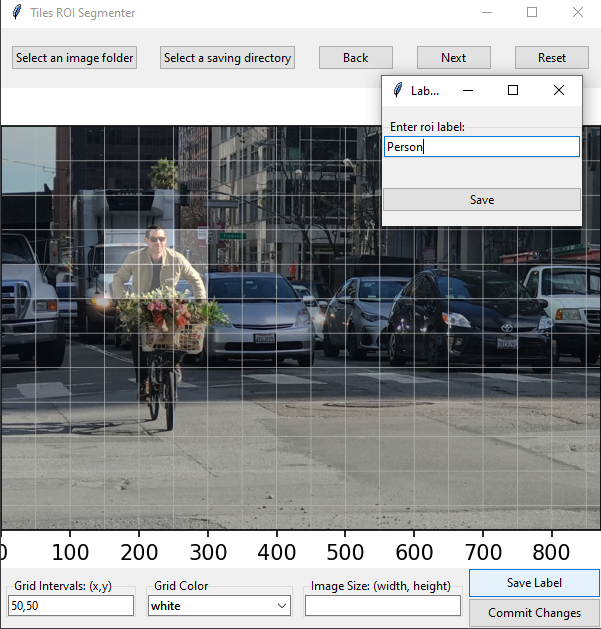 Tiles ROI Segmenter
Select an image folder Select a saving directory Back Next Reset
Lab...
Enter roi label:
Person
Save
0 100 200 300 400 500 600 700 800
Grid Intervals: (x,y) Grid Color Image Size: (width, height) Save Label
50,50 white Commit Changes